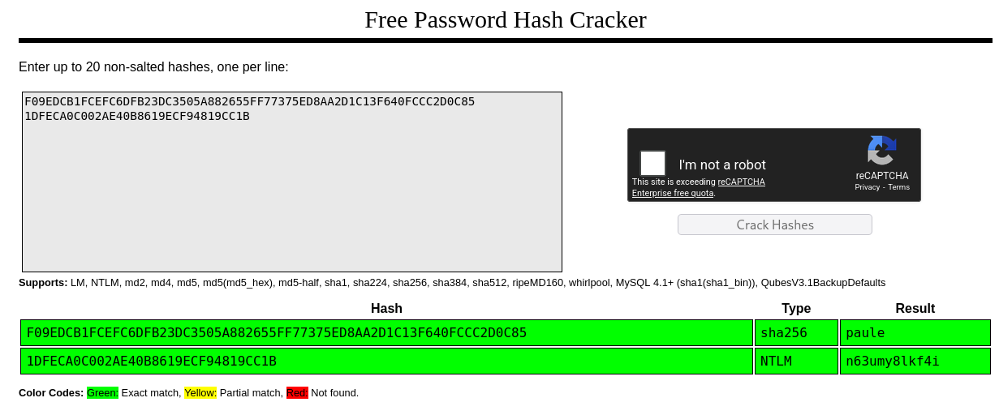 Free Password Hash Cracker
Enter up to 20 non-salted hashes, one per line:
F09EDCB1FCEFC6DFB23DC3505A882655FF77375ED8AA2D1C13F640FCCC2D0C85
1DFECA0C002AE40B8619ECF94819CC1B
I'm not a robot
This site is exceeding reCAPTCHA
Enterprise free quota.
reCAPTCHA
Privacy - Terms
Crack Hashes
Supports: LM, NTLM, md2, md4, md5, md5(md5_hex), md5-half, sha1, sha224, sha256, sha384, sha512, ripeMD160, whirlpool, MySQL 4.1+ (sha1(sha1_bin)), QubesV3.1BackupDefaults
Hash Type Result
F09EDCB1FCEFC6DFB23DC3505A882655FF77375ED8AA2D1C13F640FCCC2D0C85 sha256 paule
1DFECA0C002AE40B8619ECF94819CC1B NTLM n63umy8lkf4i
Color Codes: Green: Exact match, Yellow: Partial match, Red: Not found.